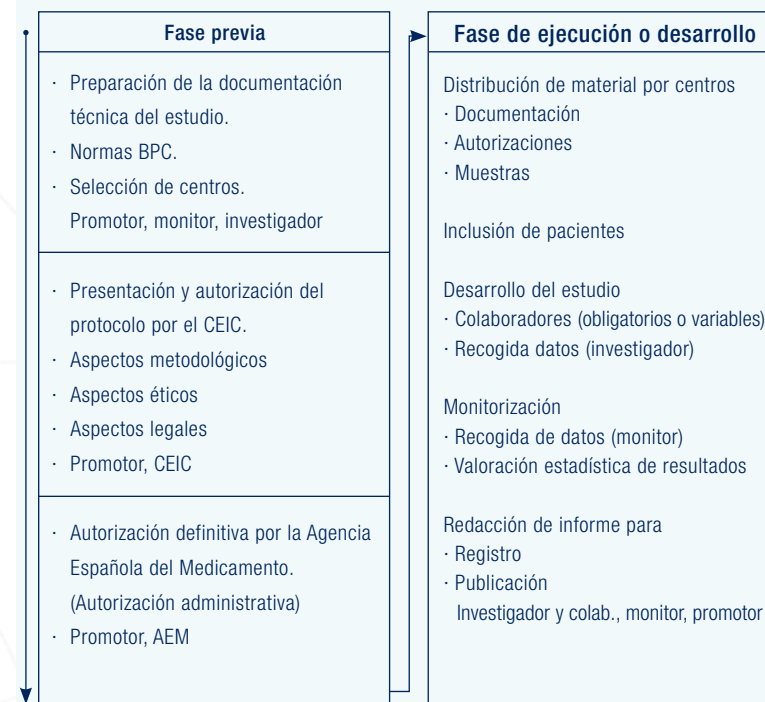 Fase previa
· Preparación de la documentación
técnica del estudio.
· Normas BPC.
· Selección de centros.
Promotor, monitor, investigador
· Presentación y autorización del
protocolo por el CEIC.
· Aspectos metodológicos
· Aspectos éticos
· Aspectos legales
· Promotor, CEIC
· Autorización definitiva por la Agencia
Española del Medicamento.
(Autorización administrativa)
· Promotor, AEM
Fase de ejecución o desarrollo
Distribución de material por centros
· Documentación
· Autorizaciones
· Muestras
Inclusión de pacientes
Desarrollo del estudio
· Colaboradores (obligatorios o variables)
· Recogida datos (investigador)
Monitorización
· Recogida de datos (monitor)
· Valoración estadística de resultados
Redacción de informe para
· Registro
· Publicación
Investigador y colab., monitor, promotor